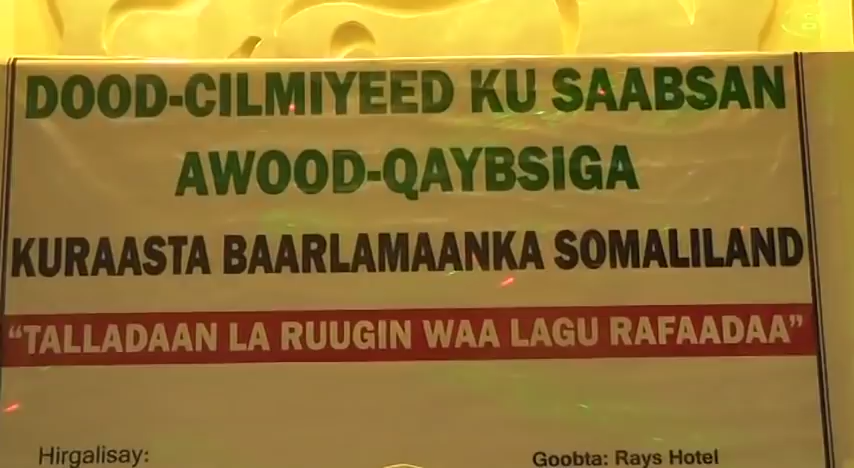 DOOD-CILMIYEED KU SAABSAN
AWOOD-QAYBSIGA
KURAASTA BAARLAMAANKA SOMALILAND
“TALLADAAN LA RUUGIN WAA LAGU RAFAADAA”
Hirgalisay:
Goobta: Rays Hotel